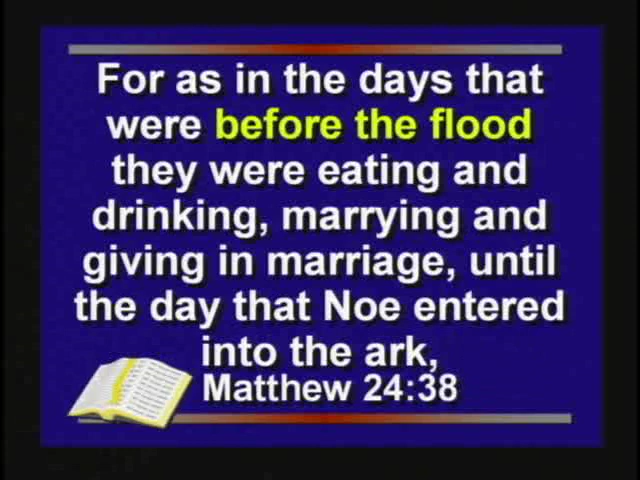 For as in the days that
were before the flood
they were eating and
drinking, marrying and
giving in marriage, until
the day that Noe entered
into the ark,
Matthew 24:38